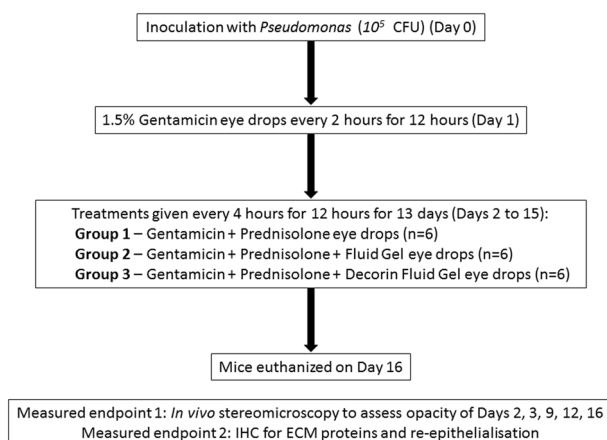 Inoculation with Pseudomonas (10⁵ CFU) (Day 0)
1.5% Gentamicin eye drops every 2 hours for 12 hours (Day 1)
Treatments given every 4 hours for 12 hours for 13 days (Days 2 to 15):
Group 1 – Gentamicin + Prednisolone eye drops (n=6)
Group 2 – Gentamicin + Prednisolone + Fluid Gel eye drops (n=6)
Group 3 – Gentamicin + Prednisolone + Decorin Fluid Gel eye drops (n=6)
Mice euthanized on Day 16
Measured endpoint 1: In vivo stereomicroscopy to assess opacity of Days 2, 3, 9, 12, 16
Measured endpoint 2: IHC for ECM proteins and re-epithelialisation